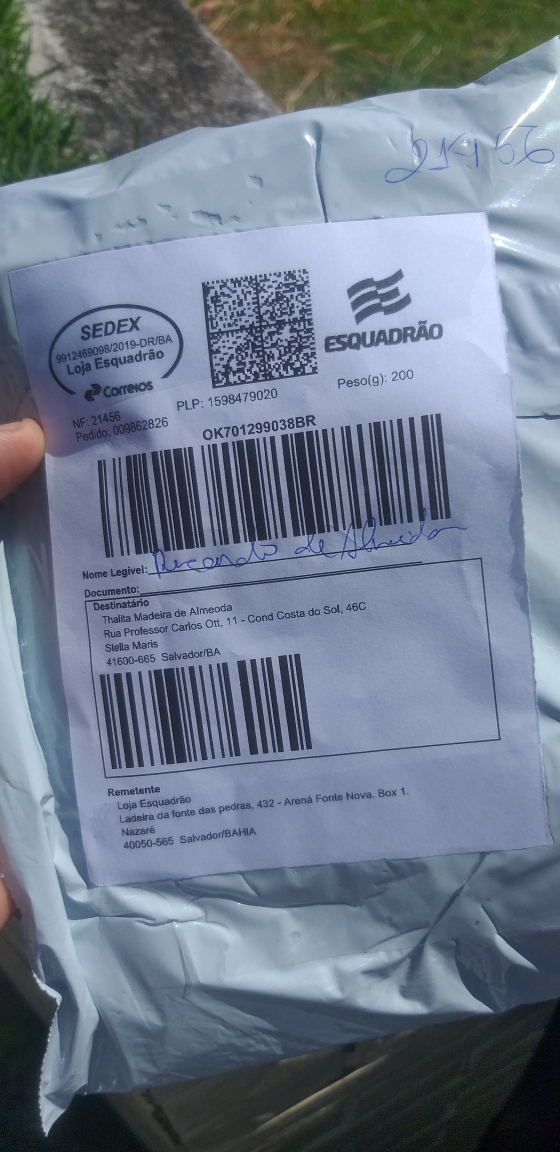 21456
SEDEX
9912469098/2019-DR/BA
Loja Esquadrão
Correios
ESQUADRÃO
NF: 21456
PLP: 1598479020
Peso(g): 200
Pedido: 009862826
OK701299038BR
Nome Legível: de Almeida
Documento:
Destinatário
Thalita Madeira de Almeoda
Rua Professor Carlos Ott, 11 - Cond Costa do Sol, 46C
Stella Maris
41600-665 Salvador/BA
Remetente
Loja Esquadrão
Ladeira da fonte das pedras, 432 - Arená Fonte Nova. Box 1.
Nazaré
40050-565 Salvador/BAHIA